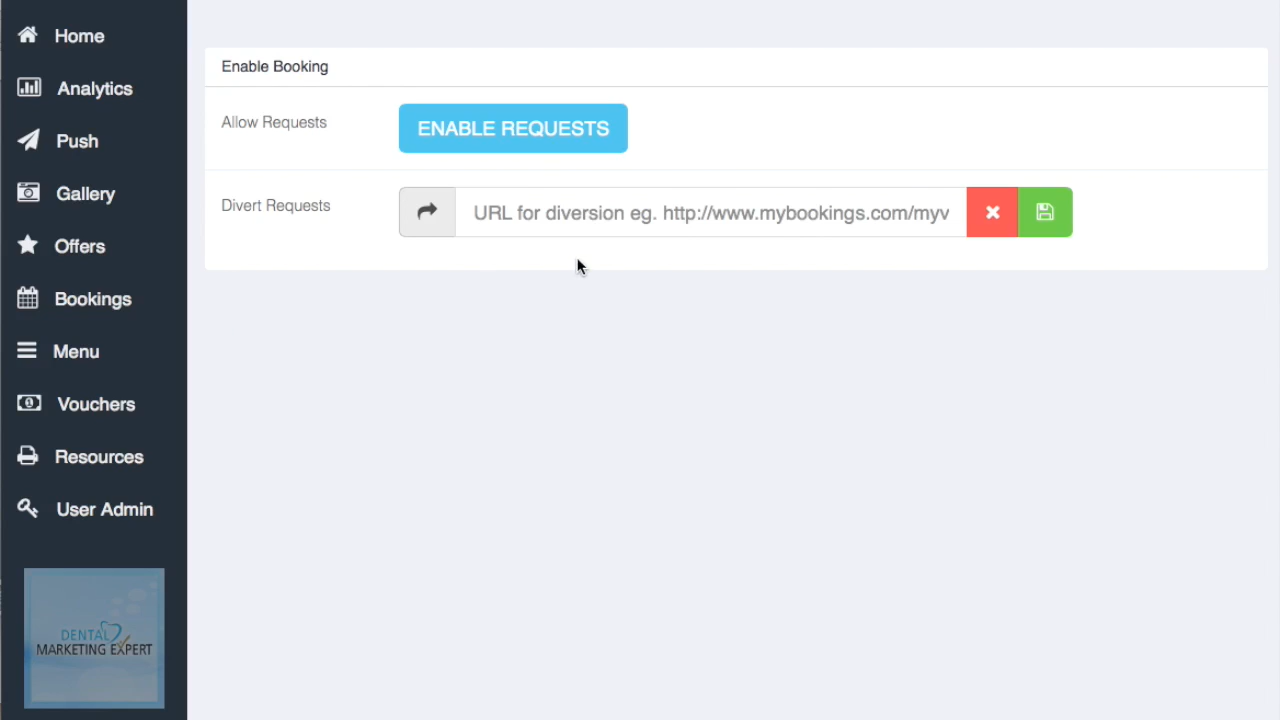 Home
Analytics
Push
Gallery
Offers
Bookings
Menu
Vouchers
Resources
User Admin
DENTAL
MARKETING EXPERT
Enable Booking
Allow Requests
ENABLE REQUESTS
Divert Requests
URL for diversion eg. http://www.mybookings.com/myv